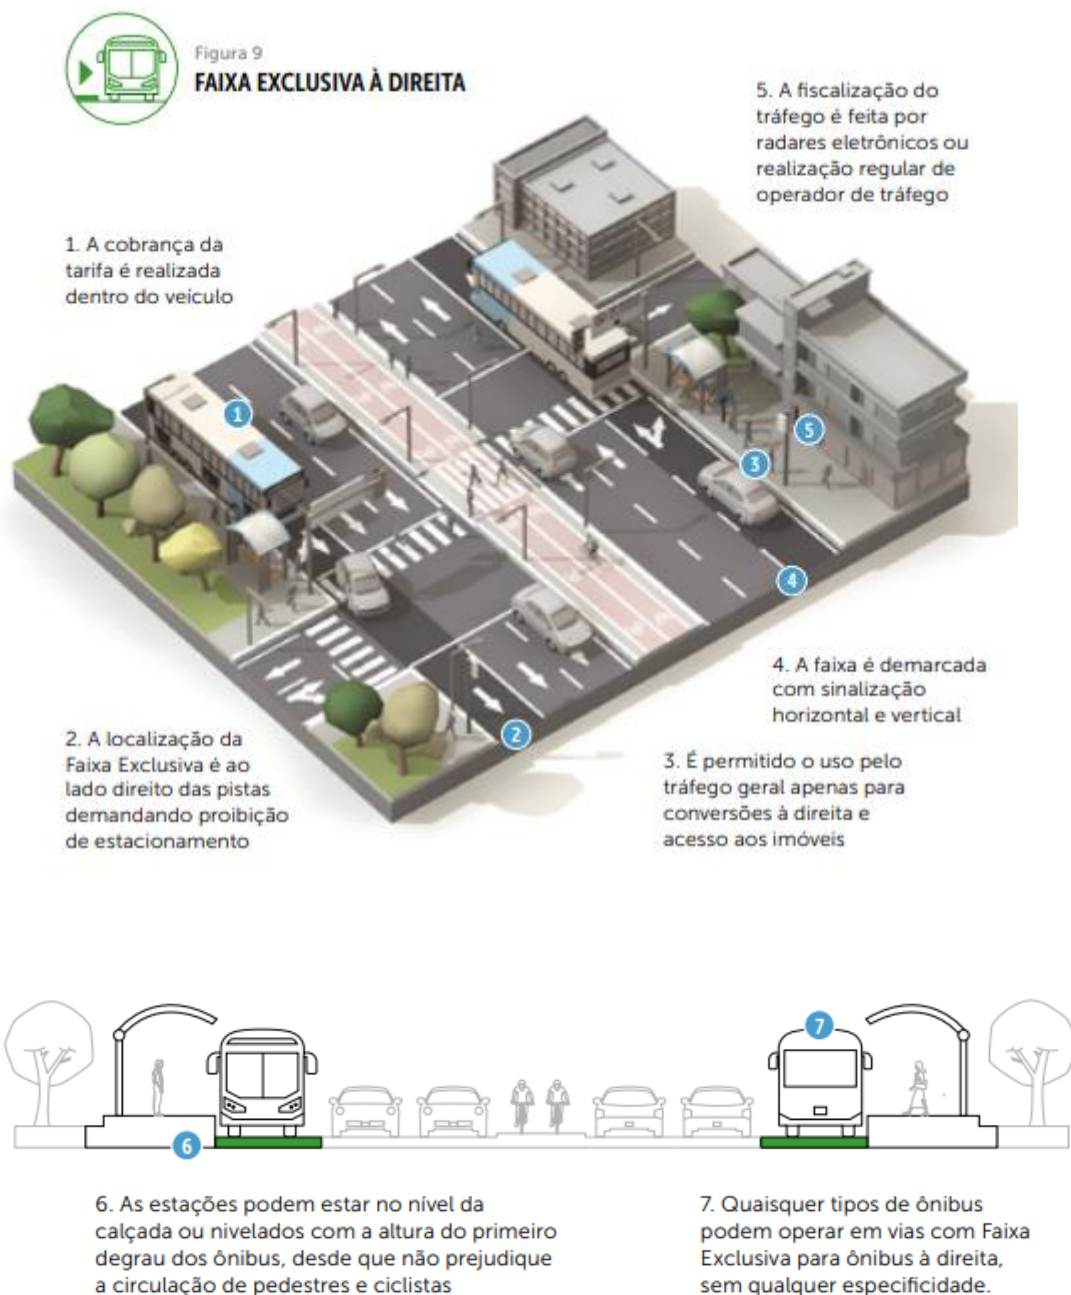 Figura 9
FAIXA EXCLUSIVA À DIREITA
5. A fiscalização do
tráfego é feita por
radares eletrônicos ou
realização regular de
operador de tráfego
1. A cobrança da
tarifa é realizada
dentro do veículo
1
5
3
4
2
4. A faixa é demarcada
com sinalização
horizontal e vertical
2. A localização da
Faixa Exclusiva é ao
lado direito das pistas
demandando proibição
de estacionamento
3. É permitido o uso pelo
tráfego geral apenas para
conversões à direita e
acesso aos imóveis
7
6
6. As estações podem estar no nível da
calçada ou nivelados com a altura do primeiro
degrau dos ônibus, desde que não prejudique
a circulação de pedestres e ciclistas
7. Quaisquer tipos de ônibus
podem operar em vias com Faixa
Exclusiva para ônibus à direita,
sem qualquer especificidade.